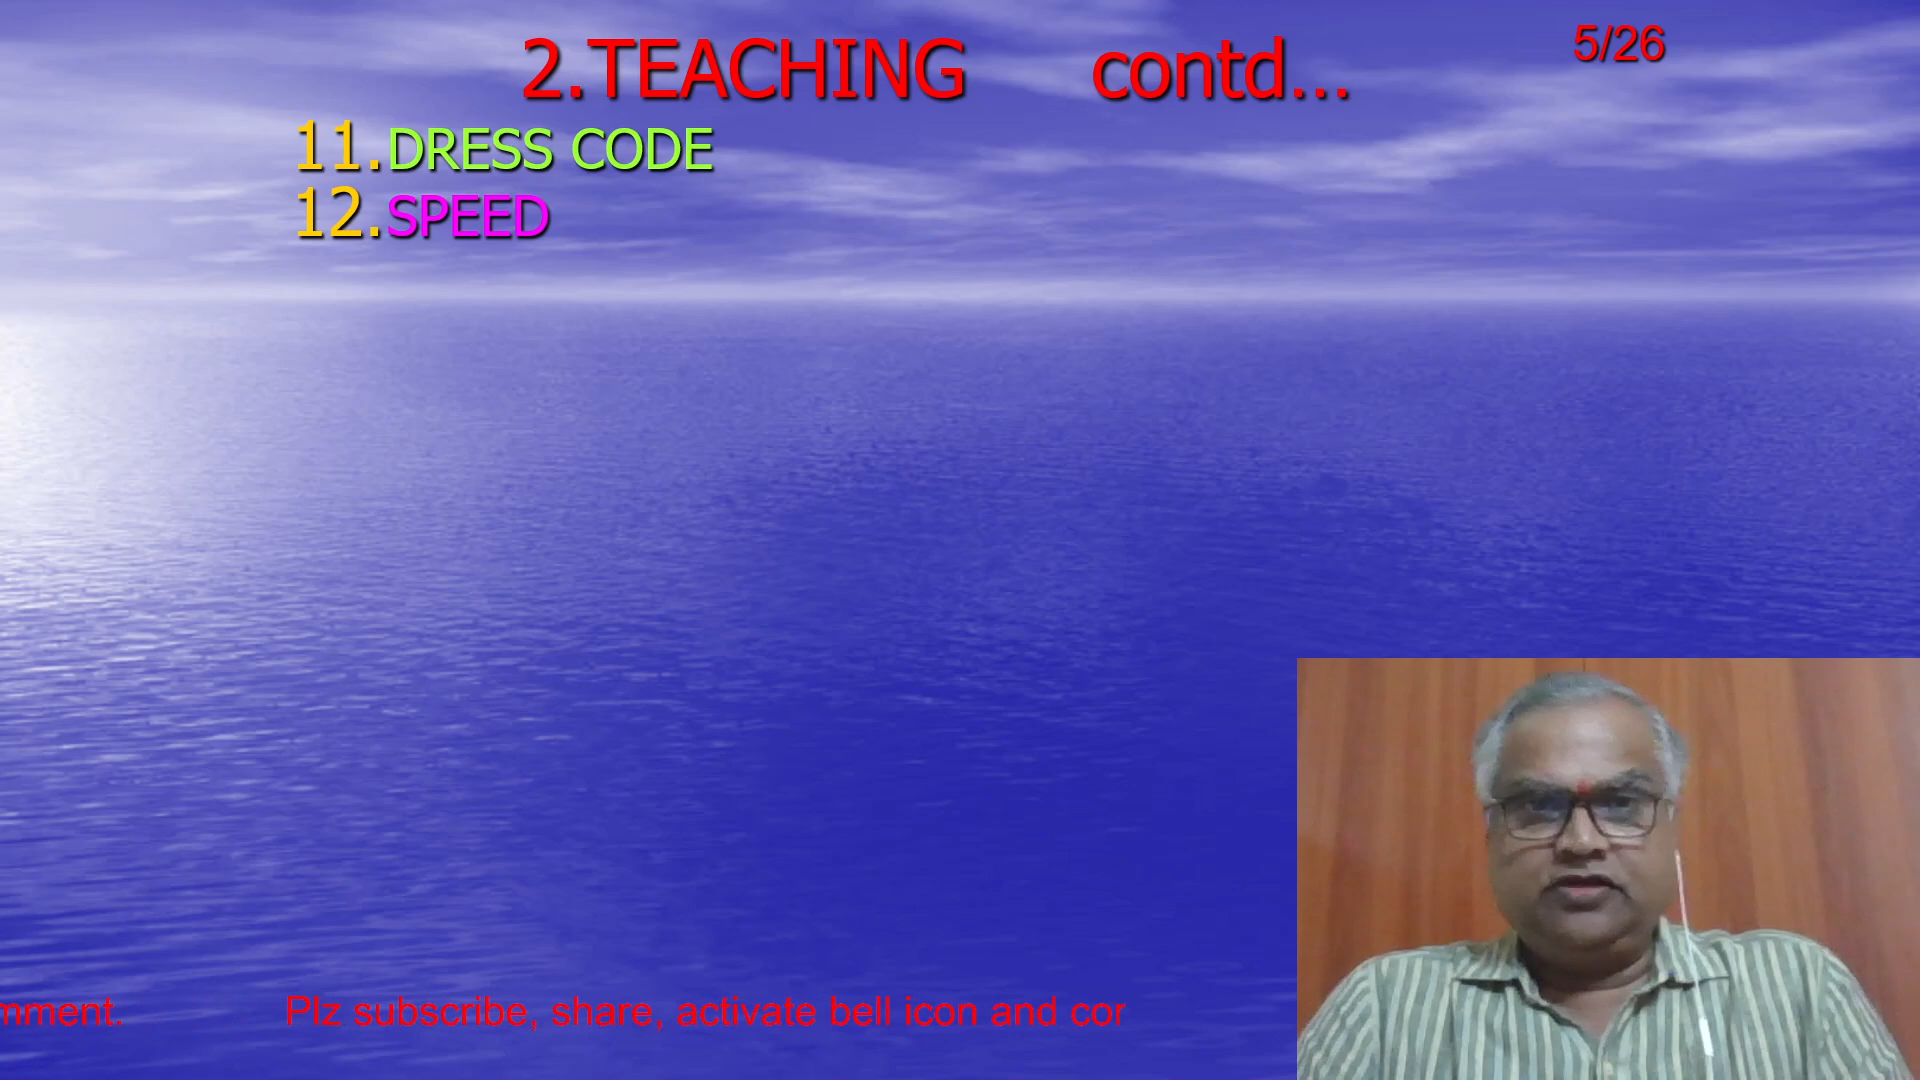 2.TEACHING contd...
5/26
11.DRESS CODE
12.SPEED
mment. Plz subscribe, share, activate bell icon and cor